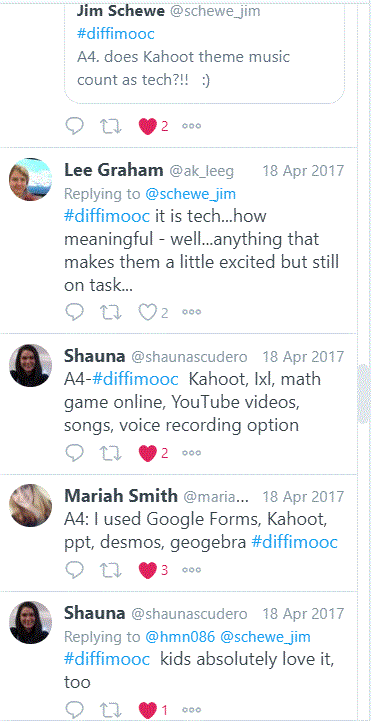 Jim Schewe @schewe_jim
#diffimooc
A4. does Kahoot theme music
count as tech?!! :)
2
Lee Graham @ak_leeg 18 Apr 2017
Replying to @schewe_jim
#diffimooc it is tech...how
meaningful - well...anything that
makes them a little excited but still
on task...
2
Shauna @shaunascudero 18 Apr 2017
A4-#diffimooc Kahoot, Ixl, math
game online, YouTube videos,
songs, voice recording option
2
Mariah Smith @maria... 18 Apr 2017
A4: I used Google Forms, Kahoot,
ppt, desmos, geogebra #diffimooc
3
Shauna @shaunascudero 18 Apr 2017
Replying to @hmn086 @schewe_jim
#diffimooc kids absolutely love it,
too
1